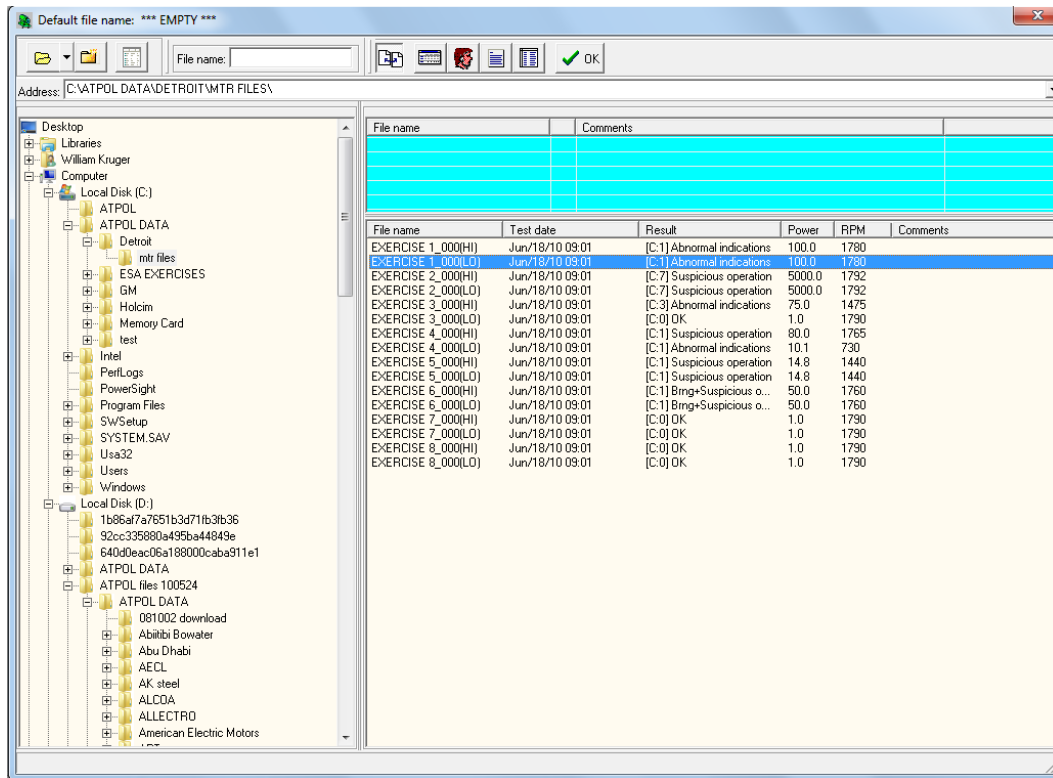 Default file name: *** EMPTY ***
File name:
OK
Address: C:\ATPOL DATA\DETROIT\MTR FILES\
Desktop
Libraries
William Kruger
Computer
Local Disk (C:)
ATPOL
ATPOL DATA
Detroit
mtr files
ESA EXERCISES
GM
Holcim
Memory Card
test
Intel
PerfLogs
PowerSight
Program Files
SWSetup
SYSTEM.SAV
Usa32
Users
Windows
Local Disk (D:)
1b86af7a7651b3d71fb3fb36
92cc335880a495ba44849e
640d0eac06a188000caba911e1
ATPOL DATA
ATPOL files 100524
ATPOL DATA
081002 download
Abiitibi Bowater
Abu Dhabi
AECL
AK steel
ALCOA
ALLECTRO
American Electric Motors
File name Comments
File name Test date Result Power RPM Comments
EXERCISE 1_000(HI) Jun/18/10 09:01 [C:1] Abnormal indications 100.0 1780
EXERCISE 1_000(LO) Jun/18/10 09:01 [C:1] Abnormal indications 100.0 1780
EXERCISE 2_000(HI) Jun/18/10 09:01 [C:7] Suspicious operation 5000.0 1792
EXERCISE 2_000(LO) Jun/18/10 09:01 [C:7] Suspicious operation 5000.0 1792
EXERCISE 3_000(HI) Jun/18/10 09:01 [C:3] Abnormal indications 75.0 1475
EXERCISE 3_000(LO) Jun/18/10 09:01 [C:0] OK 1.0 1790
EXERCISE 4_000(HI) Jun/18/10 09:01 [C:1] Suspicious operation 80.0 1765
EXERCISE 4_000(LO) Jun/18/10 09:01 [C:1] Abnormal indications 10.1 730
EXERCISE 5_000(HI) Jun/18/10 09:01 [C:1] Suspicious operation 14.8 1440
EXERCISE 5_000(LO) Jun/18/10 09:01 [C:1] Suspicious operation 14.8 1440
EXERCISE 6_000(HI) Jun/18/10 09:01 [C:1] Brng+Suspicious o... 50.0 1760
EXERCISE 6_000(LO) Jun/18/10 09:01 [C:1] Brng+Suspicious o... 50.0 1760
EXERCISE 7_000(HI) Jun/18/10 09:01 [C:0] OK 1.0 1790
EXERCISE 7_000(LO) Jun/18/10 09:01 [C:0] OK 1.0 1790
EXERCISE 8_000(HI) Jun/18/10 09:01 [C:0] OK 1.0 1790
EXERCISE 8_000(LO) Jun/18/10 09:01 [C:0] OK 1.0 1790